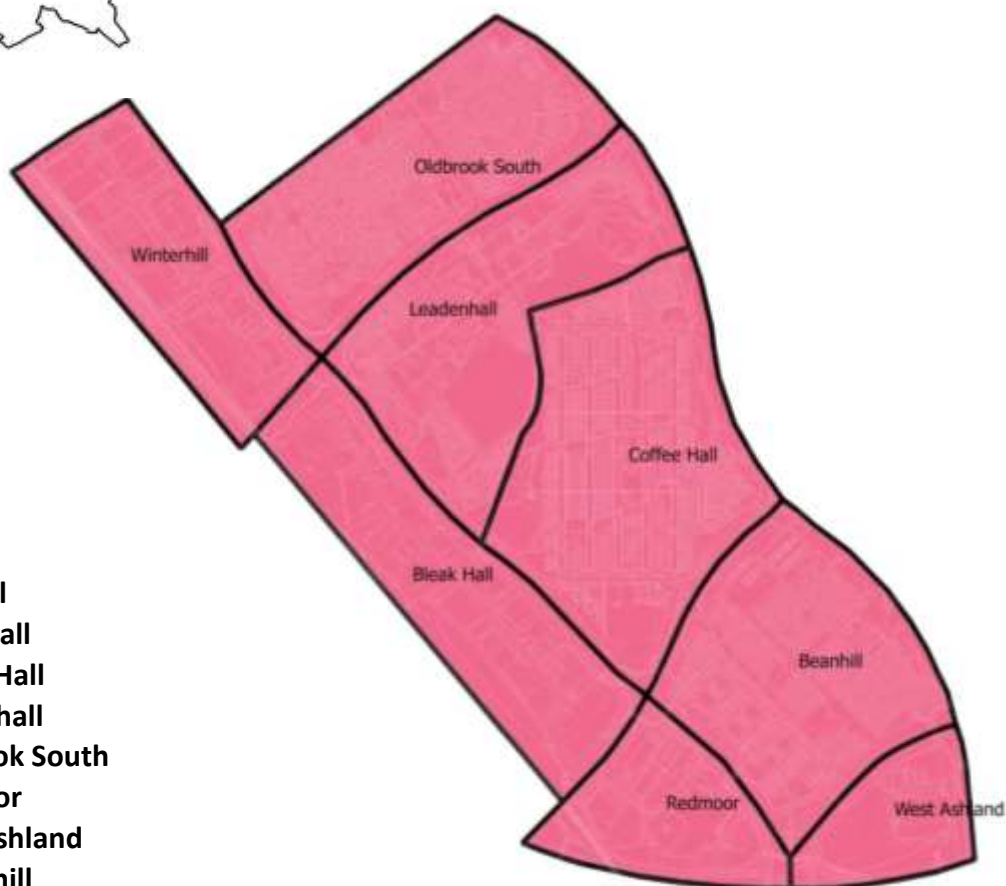 Oldbrook South
Winterhill
Leadenhall
Coffee Hall
Bleak Hall
Beanhill
Redmoor
West Ashland
l
all
Hall
hall
ok South
or
shland
hill